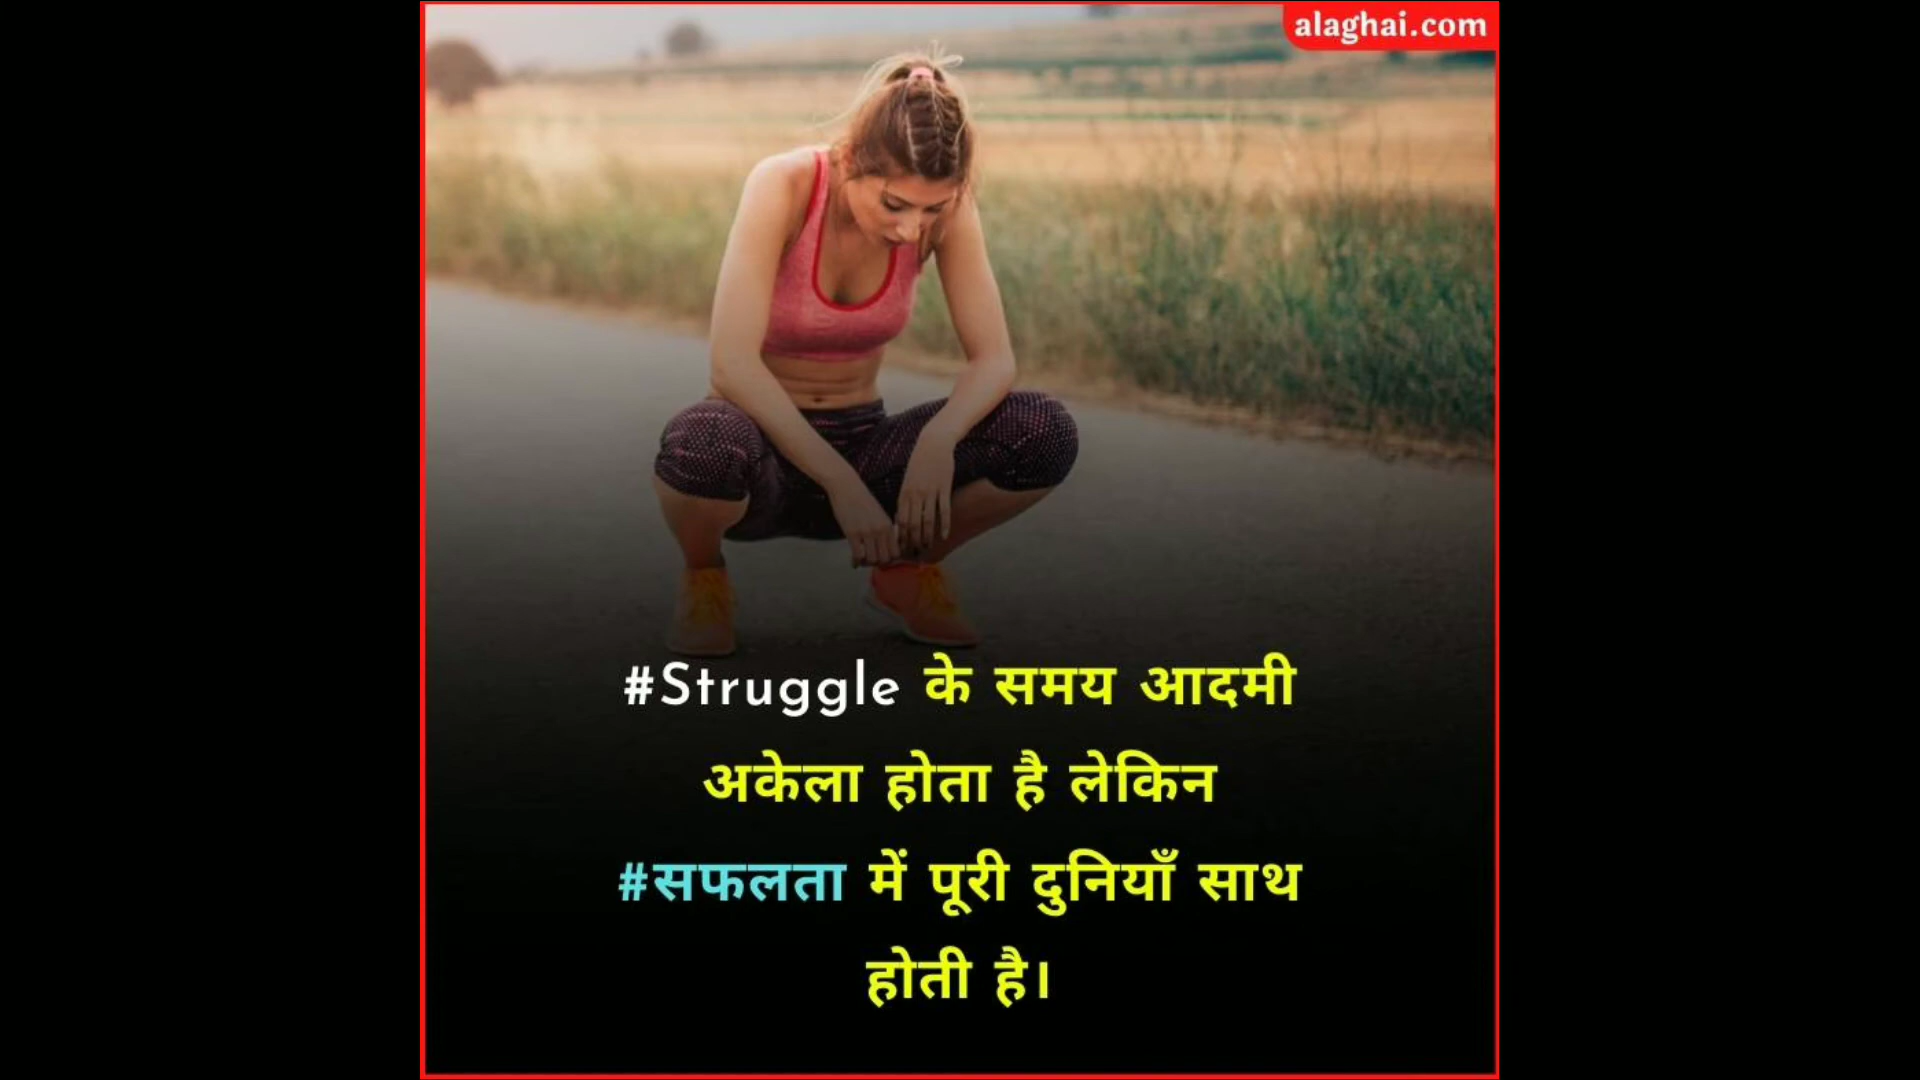 alaghai.com
#Struggle के समय आदमी
अकेला होता है लेकिन
#सफलता में पूरी दुनियाँ साथ
होती है।